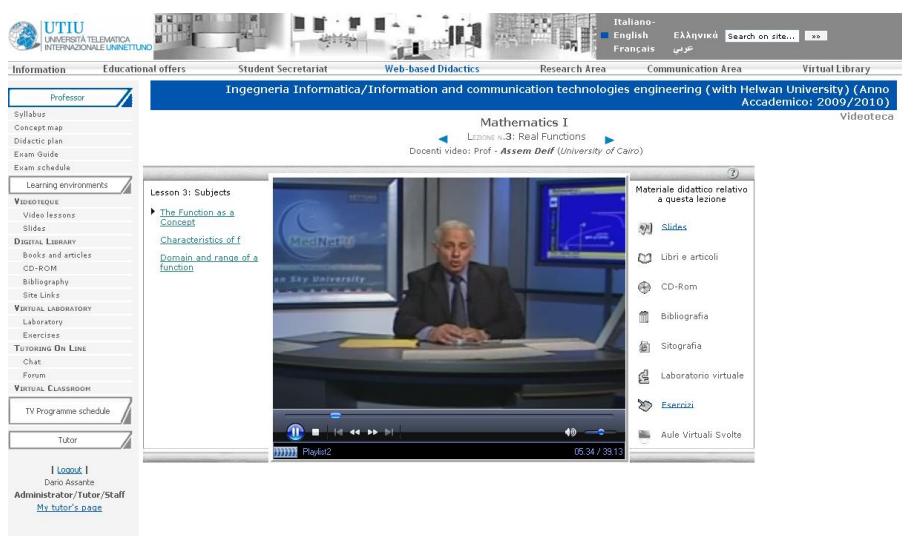 UTIU
UNIVERSITÀ TELEMATICA
INTERNAZIONALE UNINETTUNO
Italiano-
English
Français
Ελληνικά
عربي
Search on site...
»»
Information
Educational offers
Student Secretariat
Web-based Didactics
Research Area
Communication Area
Virtual Library
Professor
Syllabus
Concept map
Didactic plan
Exam Guide
Exam schedule
Learning environments
VIDEOTEQUE
Video lessons
Slides
DIGITAL LIBRARY
Books and articles
CD-ROM
Bibliography
Site Links
VIRTUAL LABORATORY
Laboratory
Exercises
TUTORING ON LINE
Chat
Forum
VIRTUAL CLASSROOM
TV Programme schedule
Tutor
| Logout |
Dario Assante
Administrator/Tutor/Staff
My tutor's page
Ingegneria Informatica/Information and communication technologies engineering (with Helwan University) (Anno
Accademico: 2009/2010)
Videoteca
Mathematics I
LEZIONE N.3: Real Functions
Docenti video: Prof - Assem Deif (University of Cairo)
Lesson 3: Subjects
The Function as a
Concept
Characteristics of f
Domain and range of a
function
MedNet'U
Sky University
Playlist2
05.34 / 39.13
?
Materiale didattico relativo
a questa lezione
Slides
Libri e articoli
CD-Rom
Bibliografia
Sitografia
Laboratorio virtuale
Esercizi
Aule Virtuali Svolte